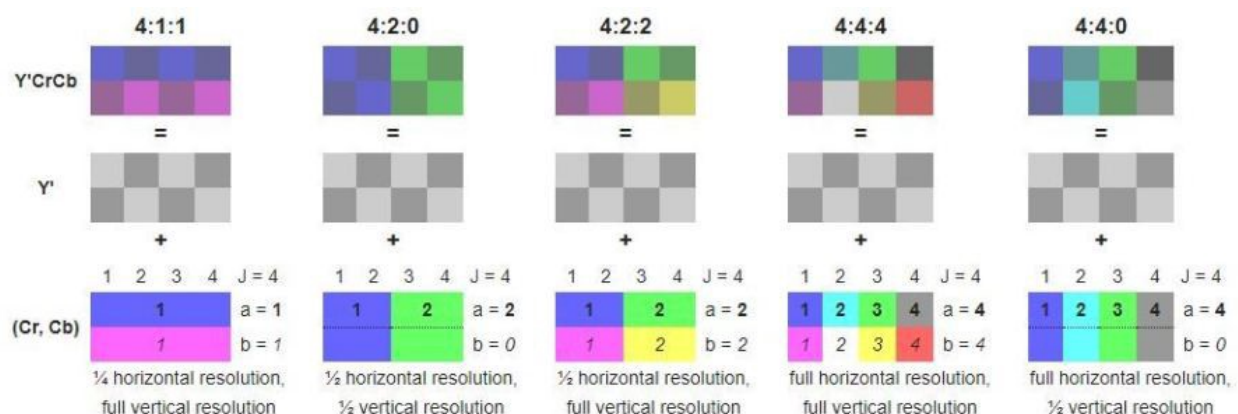 4:1:1 4:2:0 4:2:2 4:4:4 4:4:0
Y'CrCb
= = = = =
Y'
+ + + + +
1 2 3 4 J = 4 1 2 3 4 J = 4 1 2 3 4 J = 4 1 2 3 4 J = 4 1 2 3 4 J = 4
1 a = 1 1 2 a = 2 1 2 a = 2 1 2 3 4 a = 4 1 2 3 4 a = 4
(Cr, Cb)
1 b = 1 b = 0 1 2 b = 2 1 2 3 4 b = 4 b = 0
¼ horizontal resolution, ½ horizontal resolution, ½ horizontal resolution, full horizontal resolution, full horizontal resolution,
full vertical resolution ½ vertical resolution full vertical resolution full vertical resolution ½ vertical resolution